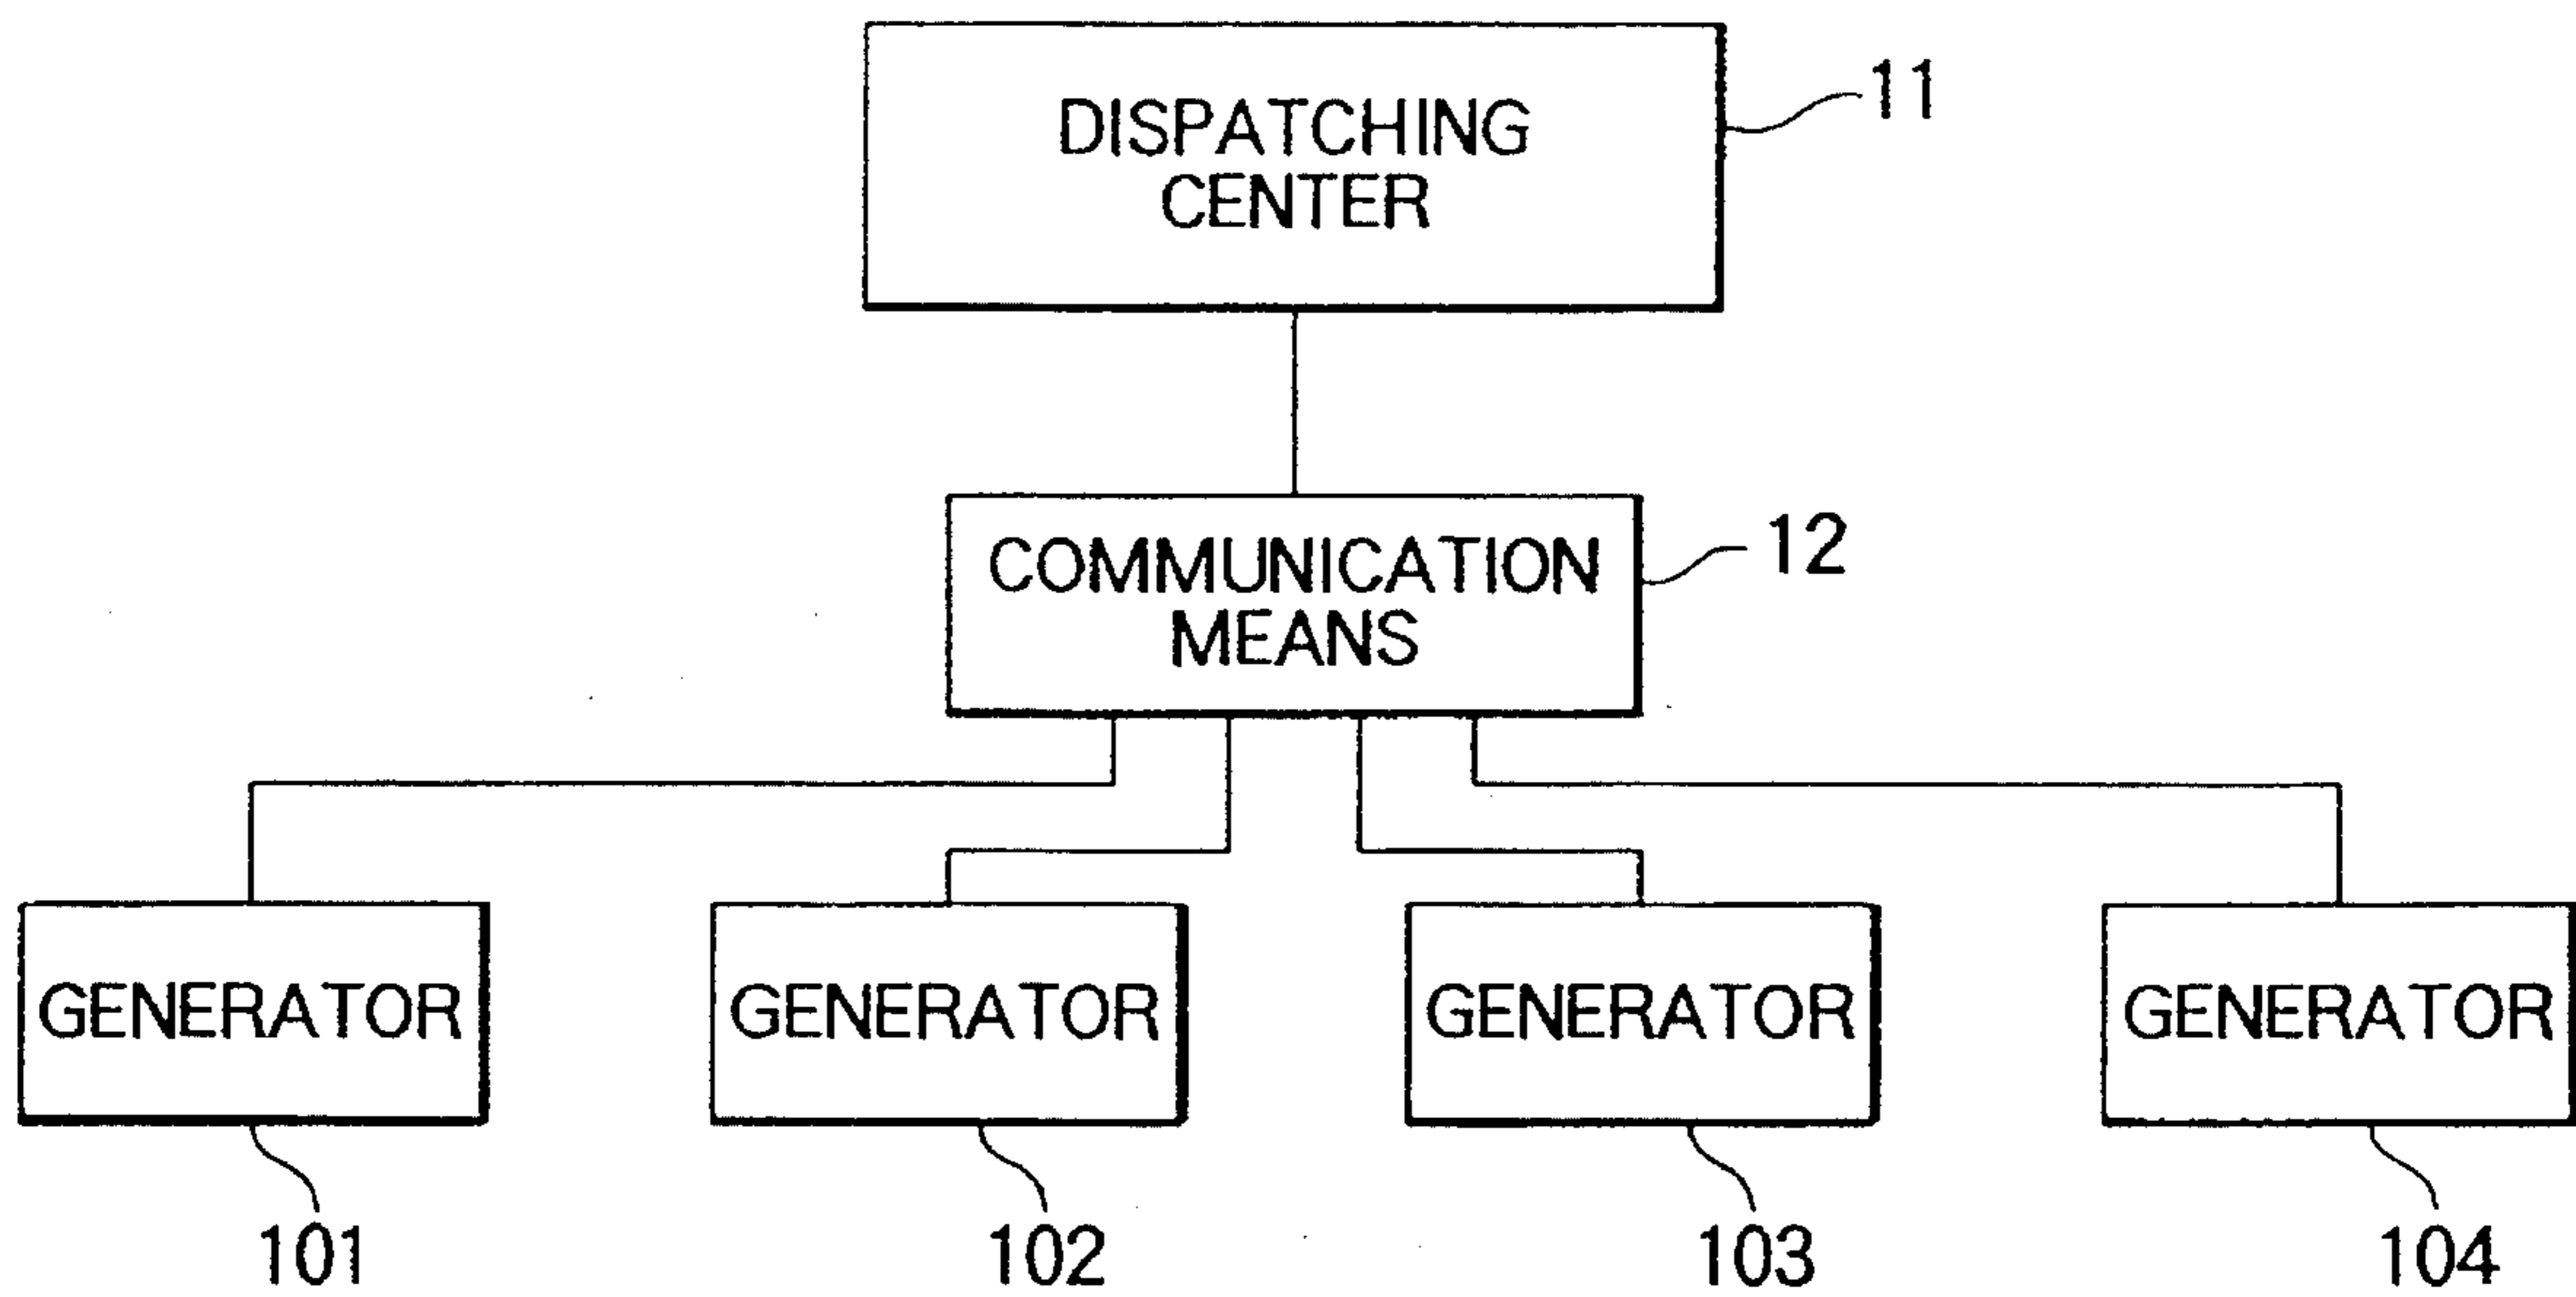 DISPATCHING
CENTER
11
COMMUNICATION
MEANS
12
GENERATOR
GENERATOR
GENERATOR
GENERATOR
101
102
103
104